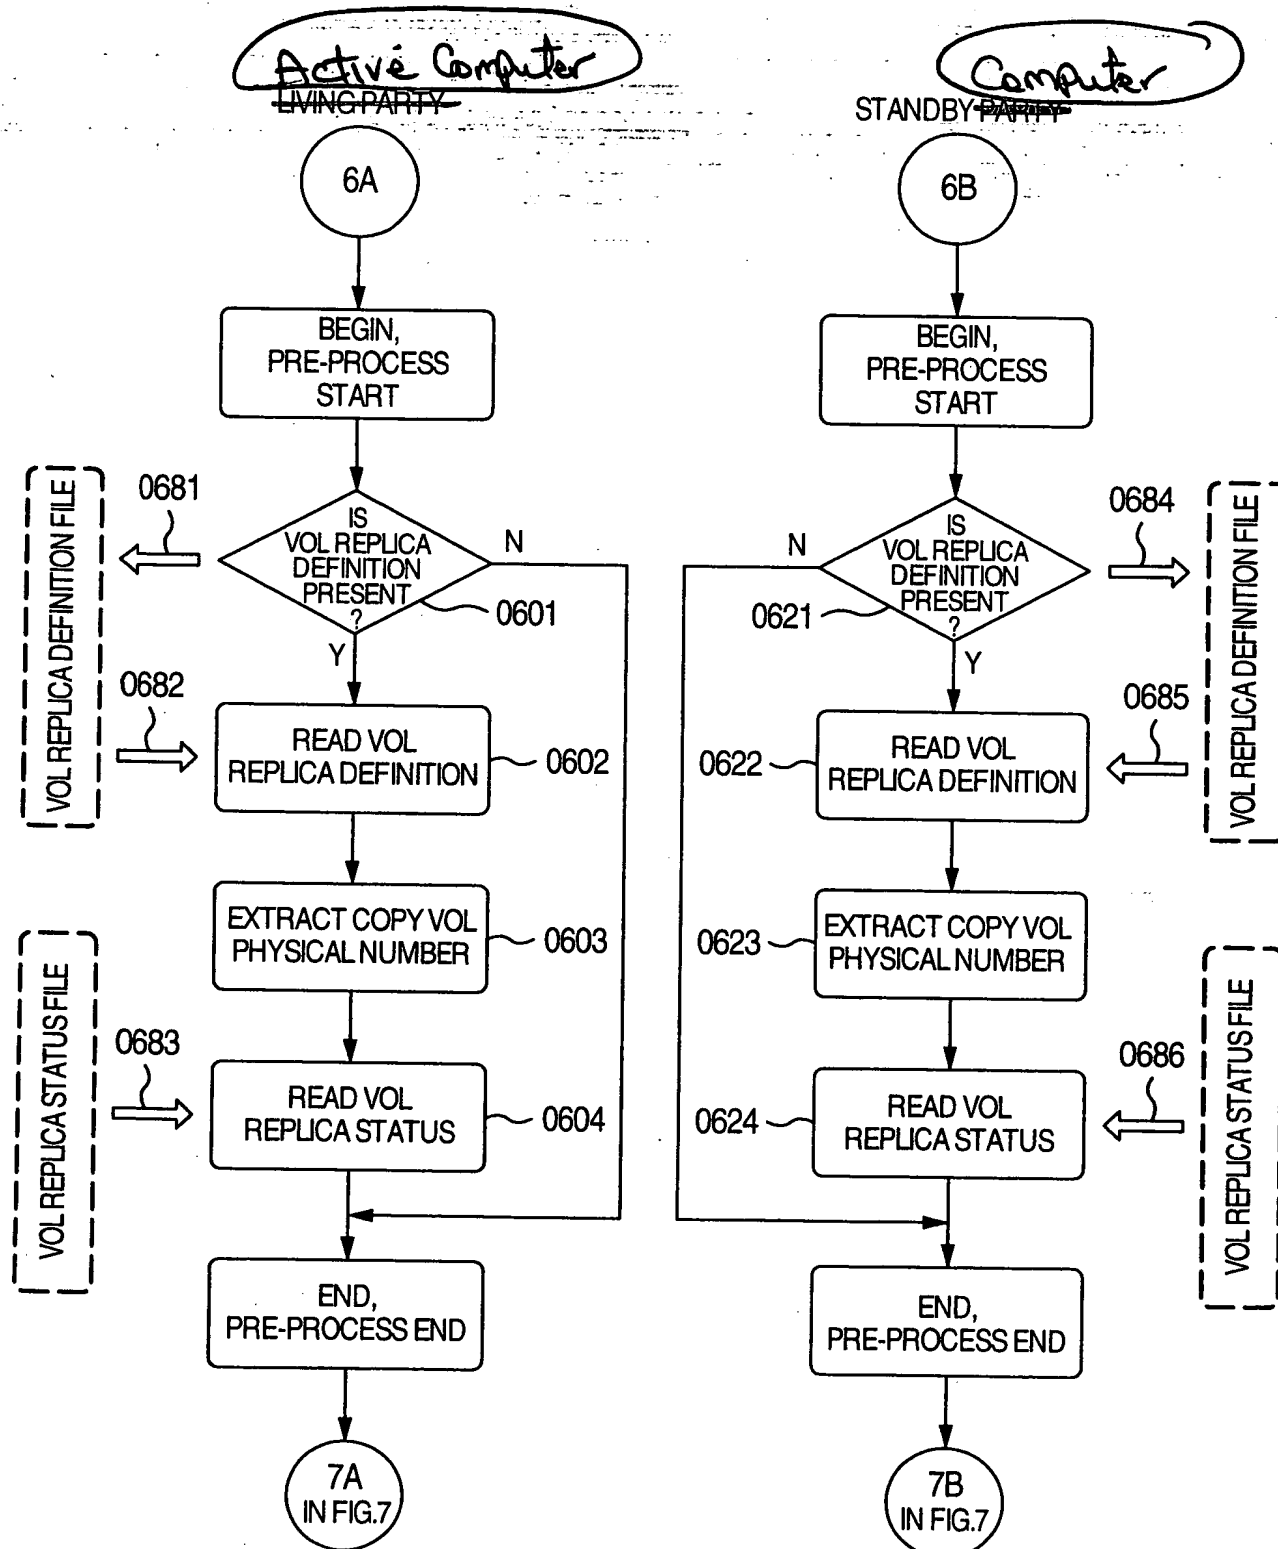 Active Computer
LIVING PARTY
6A
BEGIN,
PRE-PROCESS
START
VOL REPLICA DEFINITION FILE
0681
IS
VOL REPLICA
DEFINITION
PRESENT
?
N
0601
Y
0682
READ VOL
REPLICA DEFINITION
0602
EXTRACT COPY VOL
PHYSICAL NUMBER
0603
VOL REPLICA STATUS FILE
0683
READ VOL
REPLICA STATUS
0604
END,
PRE-PROCESS END
7A
IN FIG.7
Computer
STANDBY PARTY
6B
BEGIN,
PRE-PROCESS
START
N
IS
VOL REPLICA
DEFINITION
PRESENT
?
0621
0684
VOL REPLICA DEFINITION FILE
Y
0685
0622
READ VOL
REPLICA DEFINITION
0623
EXTRACT COPY VOL
PHYSICAL NUMBER
0686
VOL REPLICA STATUS FILE
0624
READ VOL
REPLICA STATUS
END,
PRE-PROCESS END
7B
IN FIG.7